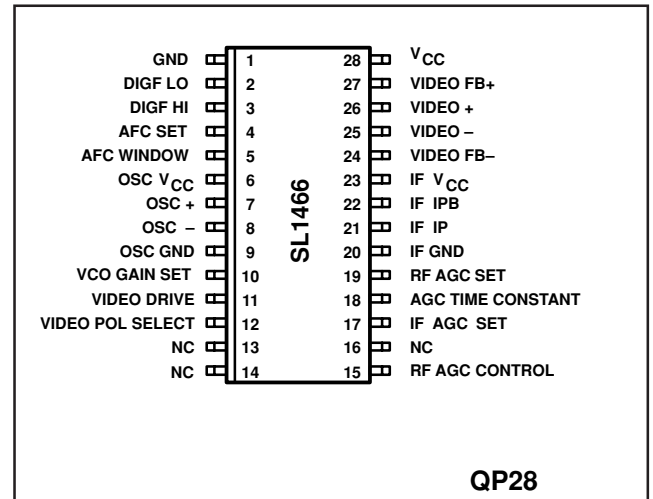 GND 1 28 VCC
DIGF LO 2 27 VIDEO FB+
DIGF HI 3 26 VIDEO +
AFC SET 4 25 VIDEO –
AFC WINDOW 5 24 VIDEO FB–
OSC VCC 6 23 IF VCC
OSC + 7 22 IF IPB
OSC – 8 21 IF IP
OSC GND 9 20 IF GND
VCO GAIN SET 10 19 RF AGC SET
VIDEO DRIVE 11 18 AGC TIME CONSTANT
VIDEO POL SELECT 12 17 IF AGC SET
NC 13 16 NC
NC 14 15 RF AGC CONTROL
SL1466
QP28